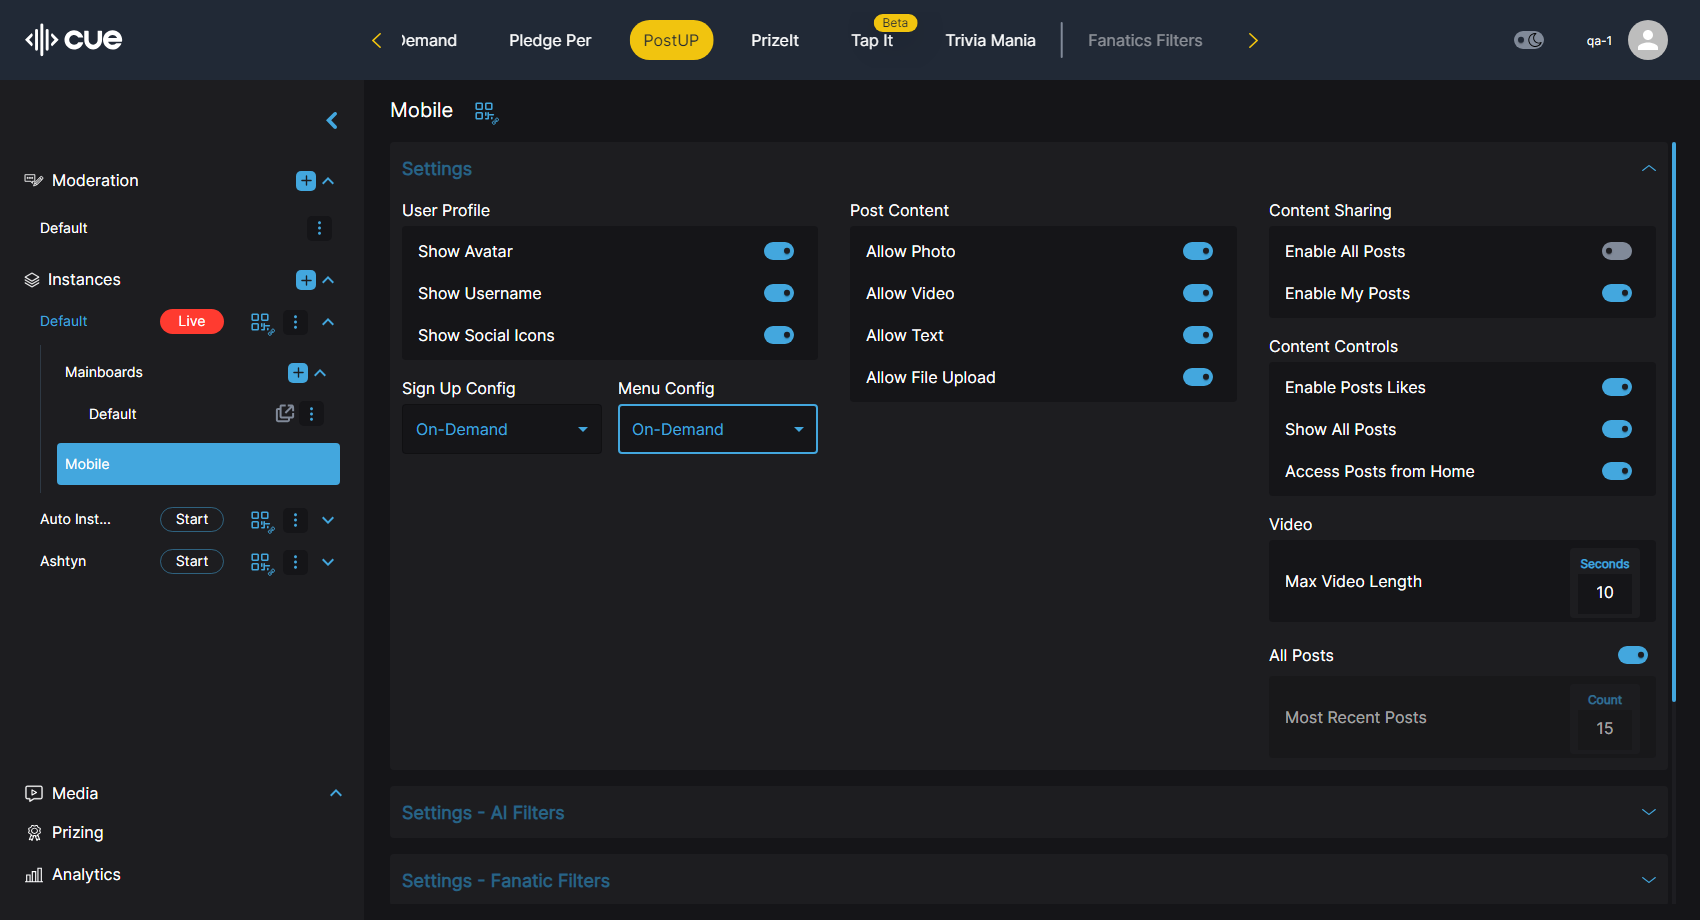 cue
Demand
Pledge Per
PostUP
PrizeIt
Beta
Tap It
Trivia Mania
Fanatics Filters
qa-1
Moderation
Default
Instances
Default
Live
Mainboards
Default
Mobile
Auto Inst...
Start
Ashtyn
Start
Media
Prizing
Analytics
Mobile
Settings
User Profile
Show Avatar
Show Username
Show Social Icons
Sign Up Config
On-Demand
Menu Config
On-Demand
Post Content
Allow Photo
Allow Video
Allow Text
Allow File Upload
Content Sharing
Enable All Posts
Enable My Posts
Content Controls
Enable Posts Likes
Show All Posts
Access Posts from Home
Video
Max Video Length
Seconds
10
All Posts
Most Recent Posts
Count
15
Settings - AI Filters
Settings - Fanatic Filters